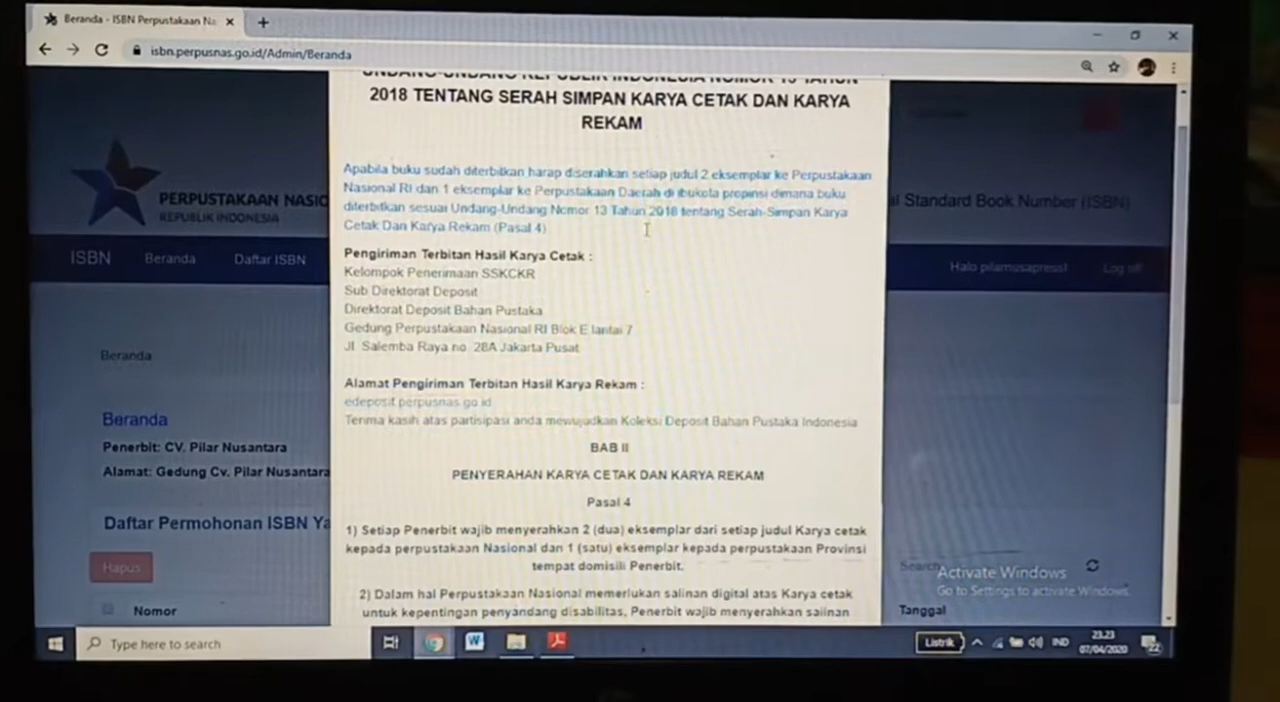 Beranda - ISBN Perpustakaan Na
isbn.perpusnas.go.id/Admin/Beranda
UNDANG-UNDANG REPUBLIK INDONESIA NOMOR 13 TAHUN
2018 TENTANG SERAH SIMPAN KARYA CETAK DAN KARYA
REKAM
Apabila buku sudah diterbitkan harap diserahkan setiap judul 2 eksemplar ke Perpustakaan
Nasional RI dan 1 eksemplar ke Perpustakaan Daerah di ibukota propinsi dimana buku
diterbitkan sesuai Undang-Undang Nomor 13 Tahun 2018 tentang Serah-Simpan Karya
Cetak Dan Karya Rekam (Pasal 4)
Pengiriman Terbitan Hasil Karya Cetak :
Kelompok Penerimaan SSKCKR
Sub Direktorat Deposit
Direktorat Deposit Bahan Pustaka
Gedung Perpustakaan Nasional RI Blok E lantai 7
Jl. Salemba Raya no. 28A Jakarta Pusat
Alamat Pengiriman Terbitan Hasil Karya Rekam :
edeposit.perpusnas.go.id
Terima kasih atas partisipasi anda mewujudkan Koleksi Deposit Bahan Pustaka Indonesia
BAB II
PENYERAHAN KARYA CETAK DAN KARYA REKAM
Pasal 4
1) Setiap Penerbit wajib menyerahkan 2 (dua) eksemplar dari setiap judul Karya cetak
kepada perpustakaan Nasional dan 1 (satu) eksemplar kepada perpustakaan Provinsi
tempat domisili Penerbit.
2) Dalam hal Perpustakaan Nasional memerlukan salinan digital atas Karya cetak
untuk kepentingan penyandang disabilitas, Penerbit wajib menyerahkan salinan
PERPUSTAKAAN NASIO
REPUBLIK INDONESIA
al Standard Book Number (ISBN)
ISBN Beranda Daftar ISBN
Halo pilarnusapress! Log off
Beranda
Beranda
Penerbit: CV. Pilar Nusantara
Alamat: Gedung Cv. Pilar Nusantara
Daftar Permohonan ISBN Ya
Hapus
Nomor
Search
Tanggal
Activate Windows
Go to Settings to activate Windows.
Type here to search
W
Listrik
IND
23.23
07/04/2020
22